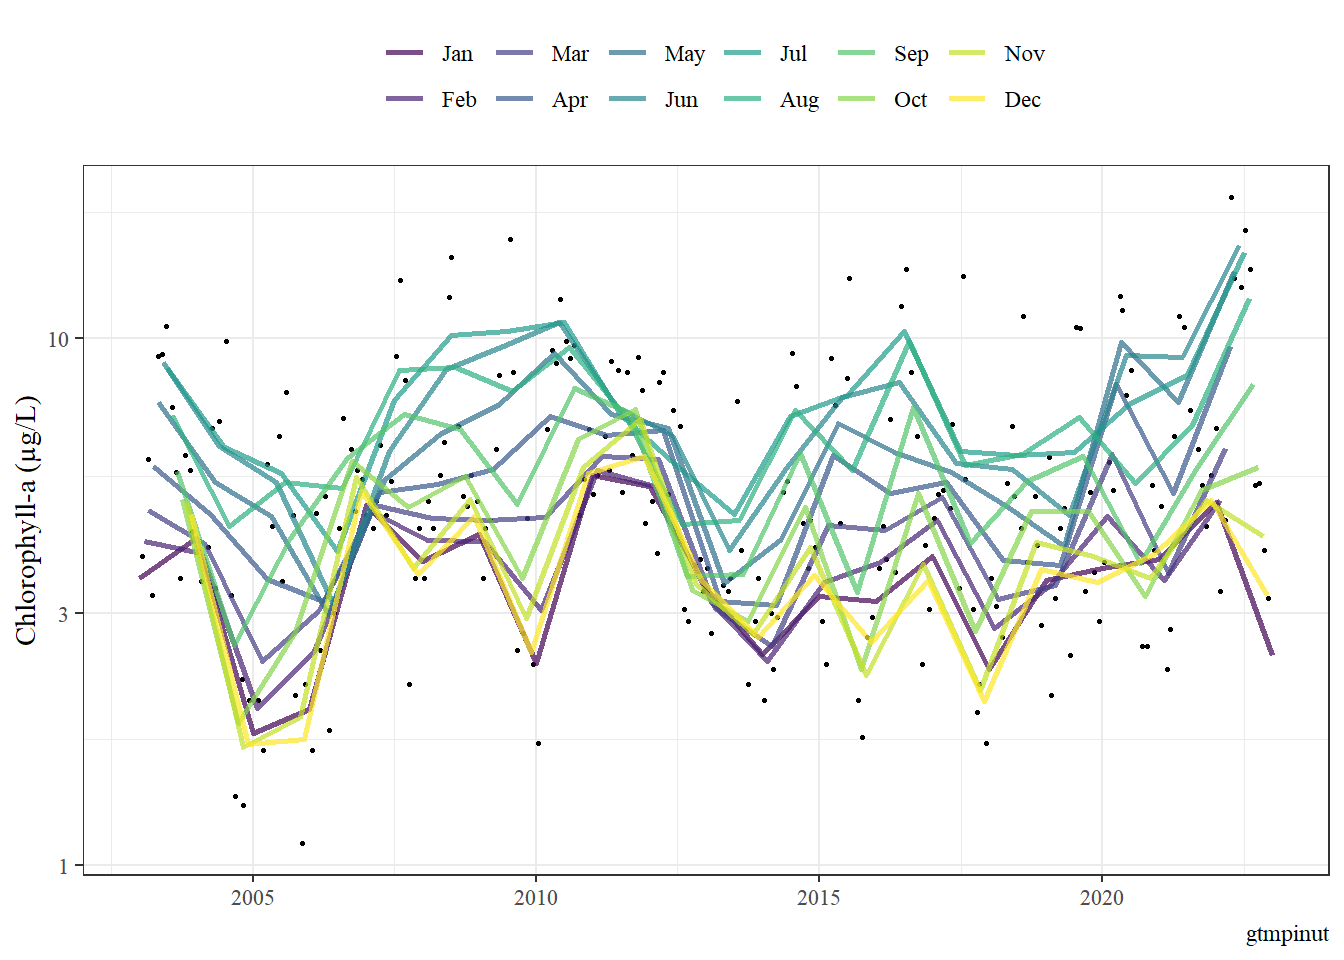 Jan Mar May Jul Sep Nov
Feb Apr Jun Aug Oct Dec
Chlorophyll-a (µg/L)
10
3
1
2005 2010 2015 2020
gtmpinut